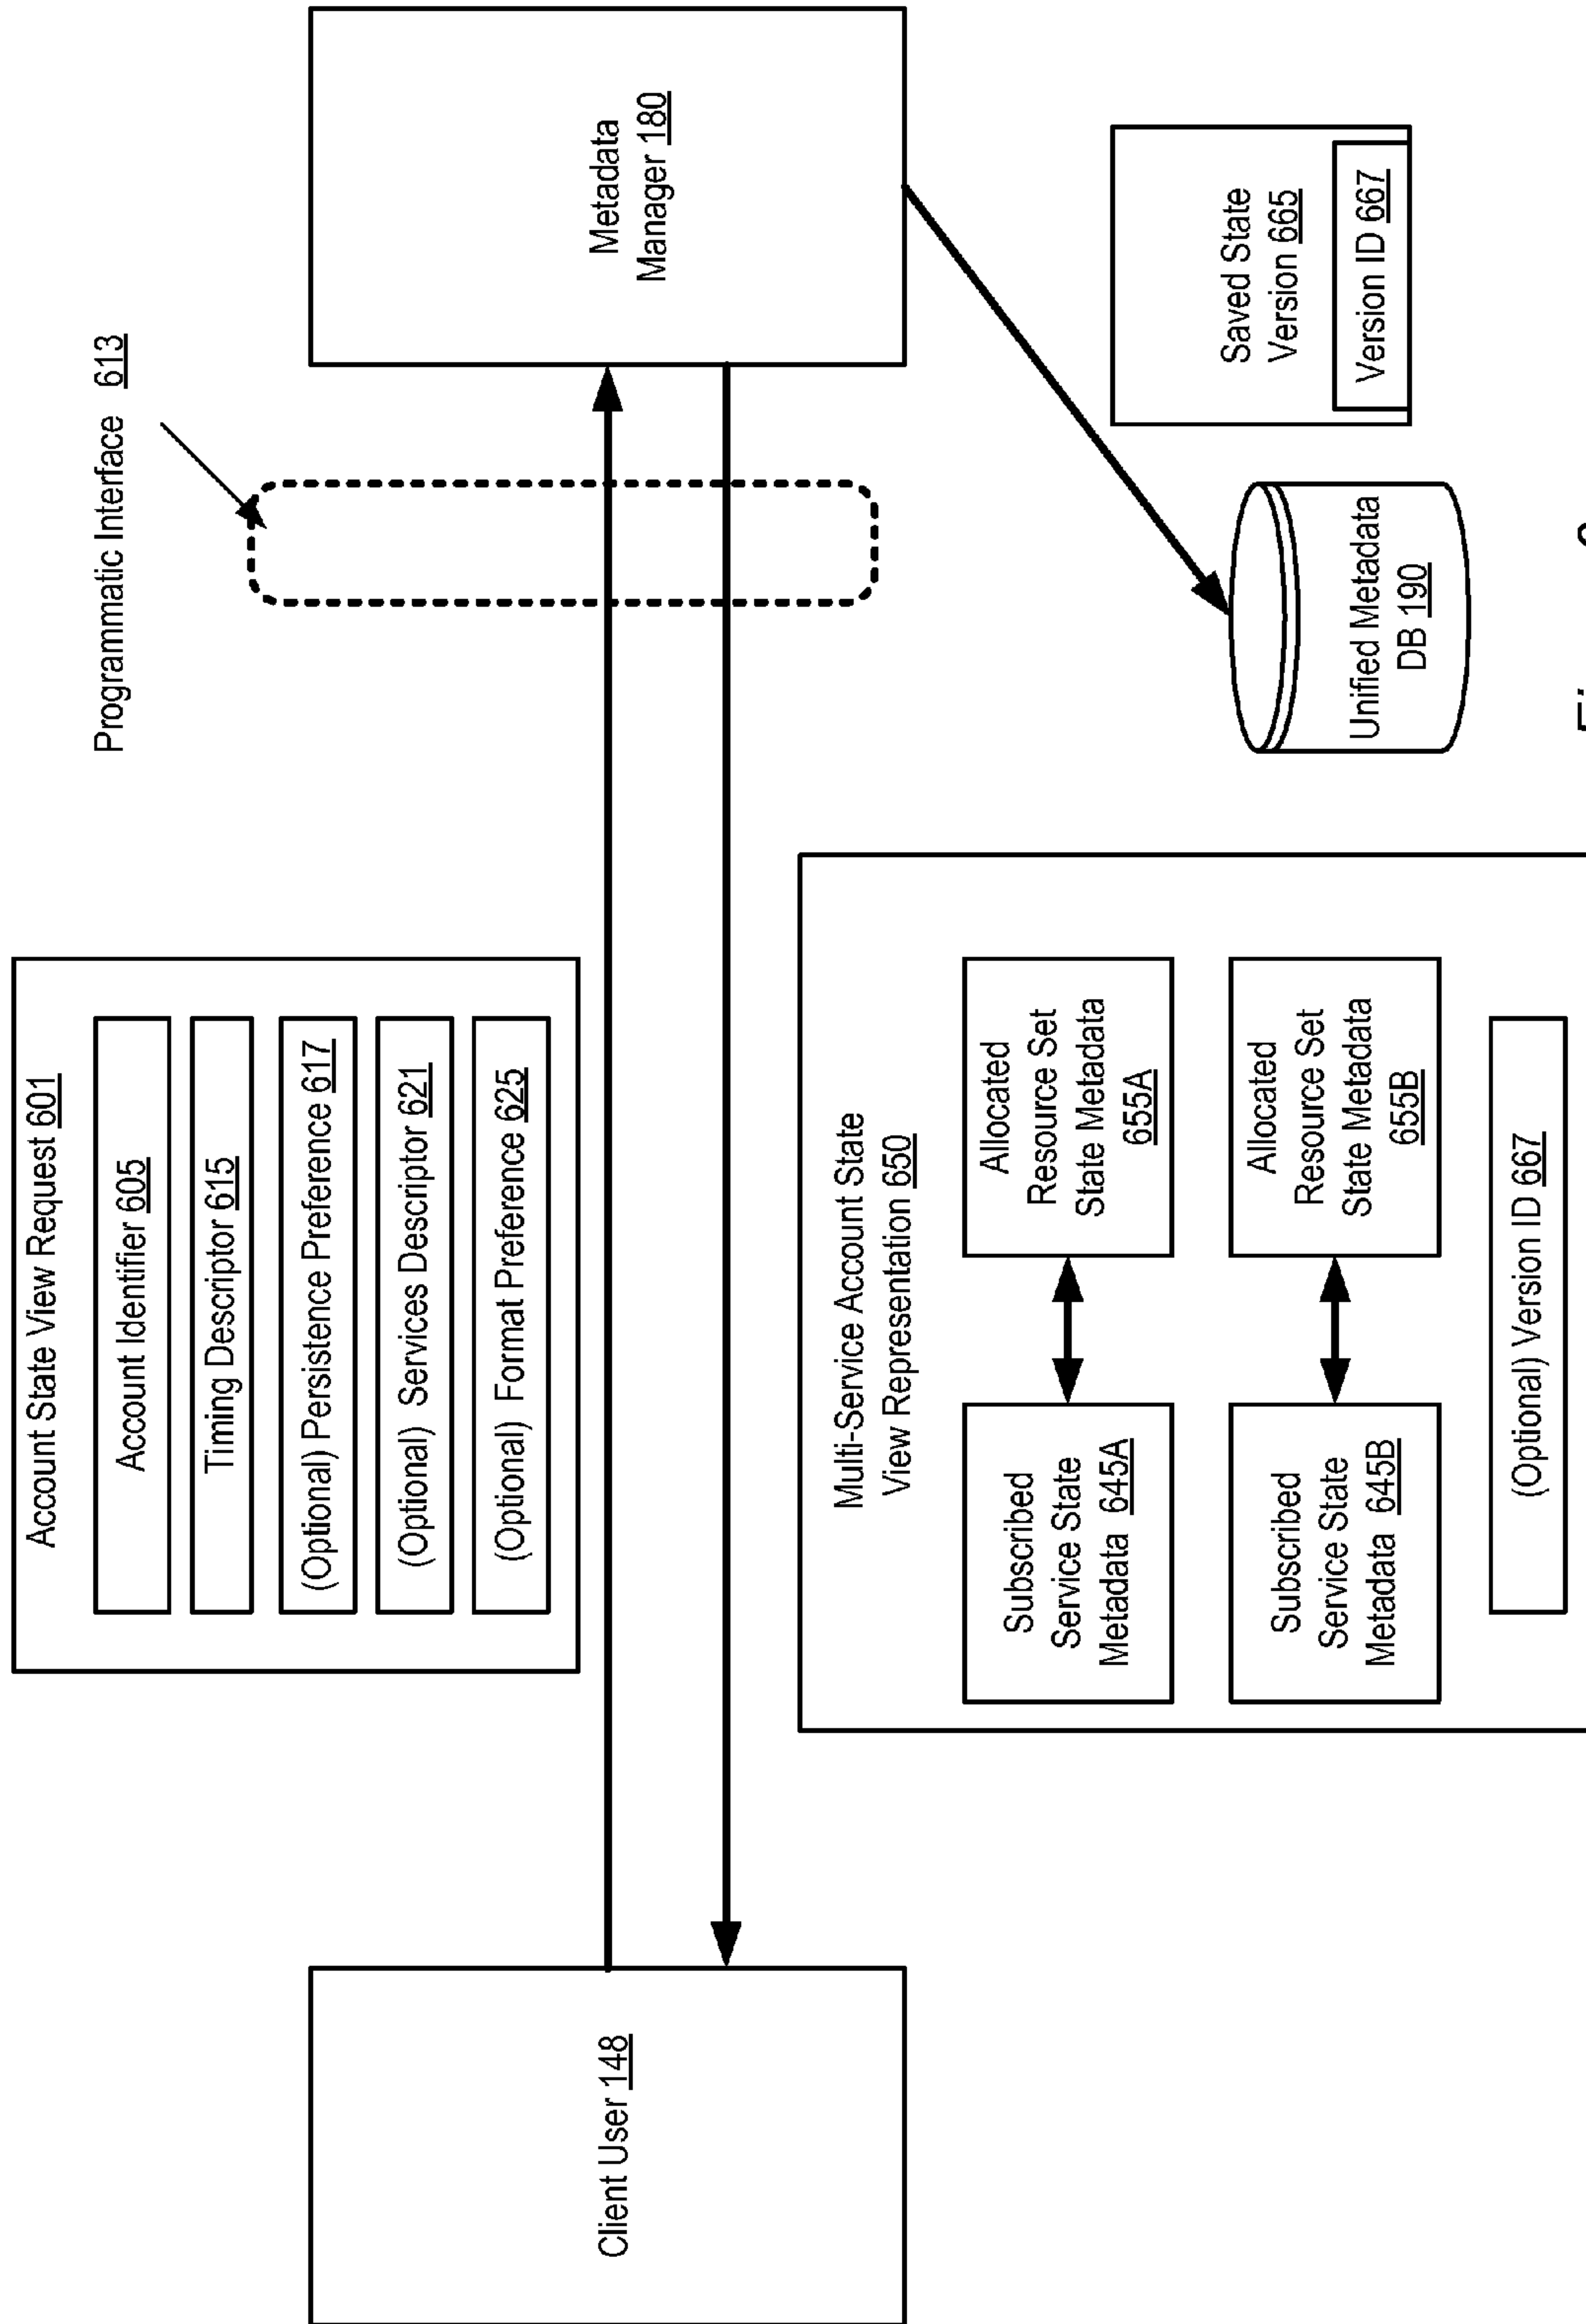 Account State View Request 601
Account Identifier 605
Timing Descriptor 615
(Optional) Persistence Preference 617
(Optional) Services Descriptor 621
(Optional) Format Preference 625
Programmatic Interface 613
Client User 148
Metadata
Manager 180
Multi-Service Account State
View Representation 650
Subscribed
Service State
Metadata 645A
Allocated
Resource Set
State Metadata
655A
Subscribed
Service State
Metadata 645B
Allocated
Resource Set
State Metadata
655B
(Optional) Version ID 667
Unified Metadata
DB 190
Saved State
Version 665
Version ID 667